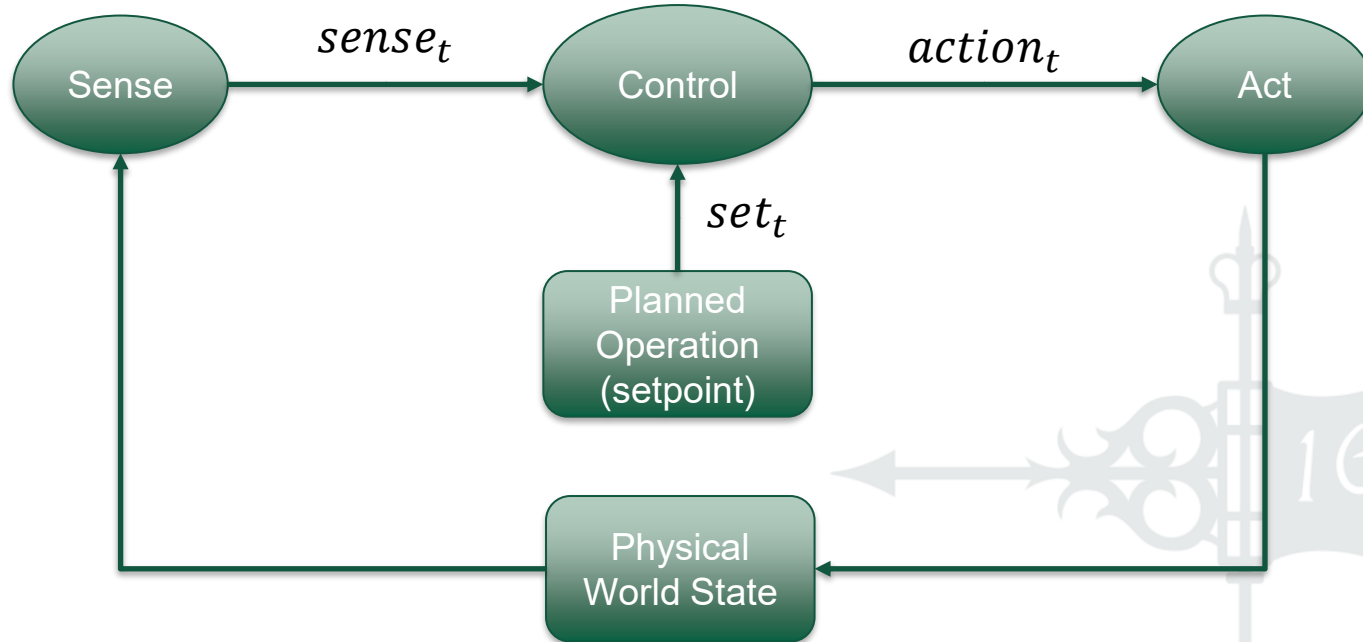 Sense
sense_t
Control
action_t
Act
set_t
Planned
Operation
(setpoint)
Physical
World State